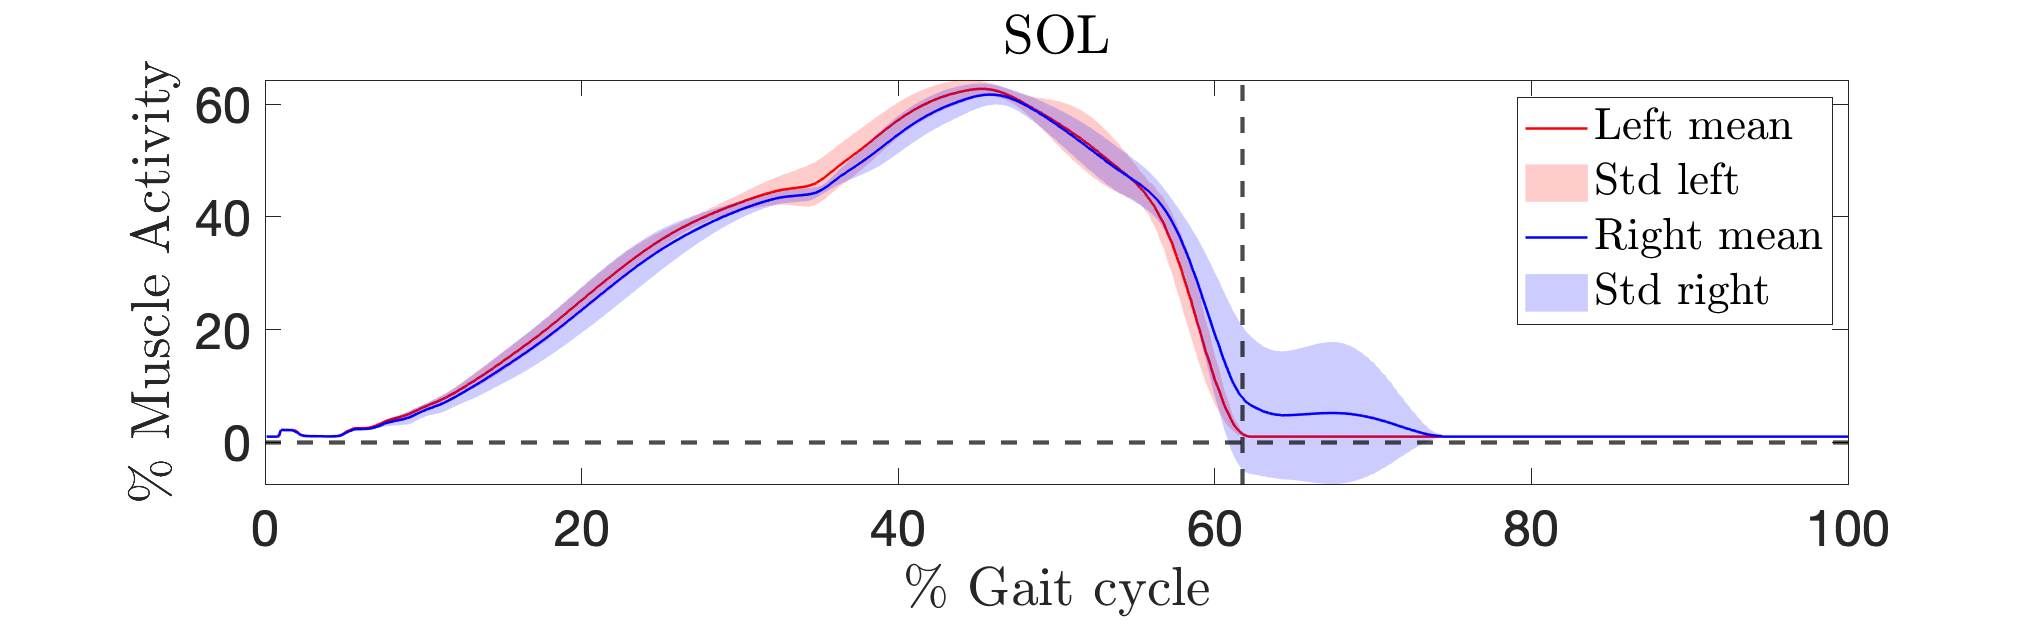 SOL
% Muscle Activity
60
40
20
0
0 20 40 60 80 100
% Gait cycle
Left mean
Std left
Right mean
Std right